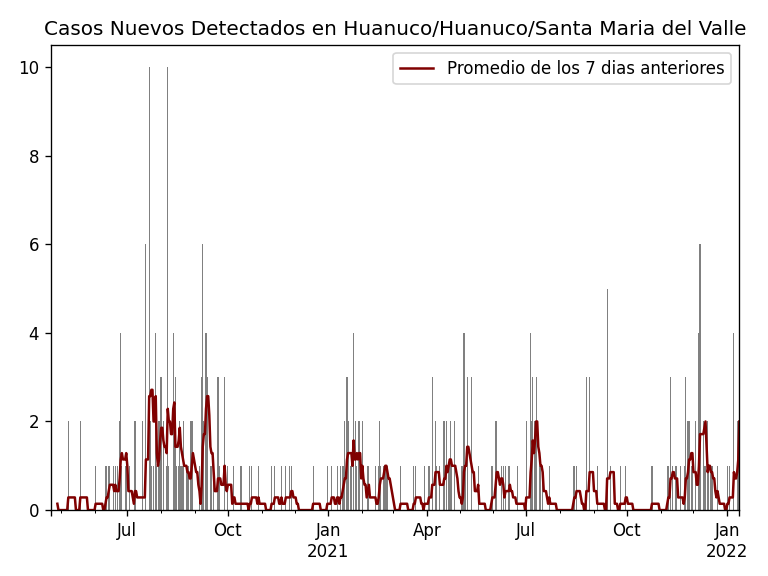 Casos Nuevos Detectados en Huanuco/Huanuco/Santa Maria del Valle
Promedio de los 7 dias anteriores
10
8
6
4
2
0
Jul
Oct
Jan
2021
Apr
Jul
Oct
Jan
2022